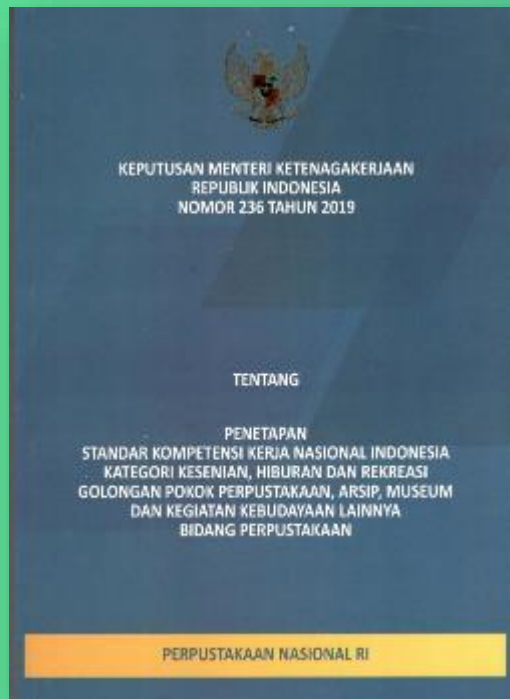 KEPUTUSAN MENTERI KETENAGAKERJAAN
REPUBLIK INDONESIA
NOMOR 236 TAHUN 2019
TENTANG
PENETAPAN
STANDAR KOMPETENSI KERJA NASIONAL INDONESIA
KATEGORI KESENIAN, HIBURAN DAN REKREASI
GOLONGAN POKOK PERPUSTAKAAN, ARSIP, MUSEUM
DAN KEGIATAN KEBUDAYAAN LAINNYA
BIDANG PERPUSTAKAAN
PERPUSTAKAAN NASIONAL RI